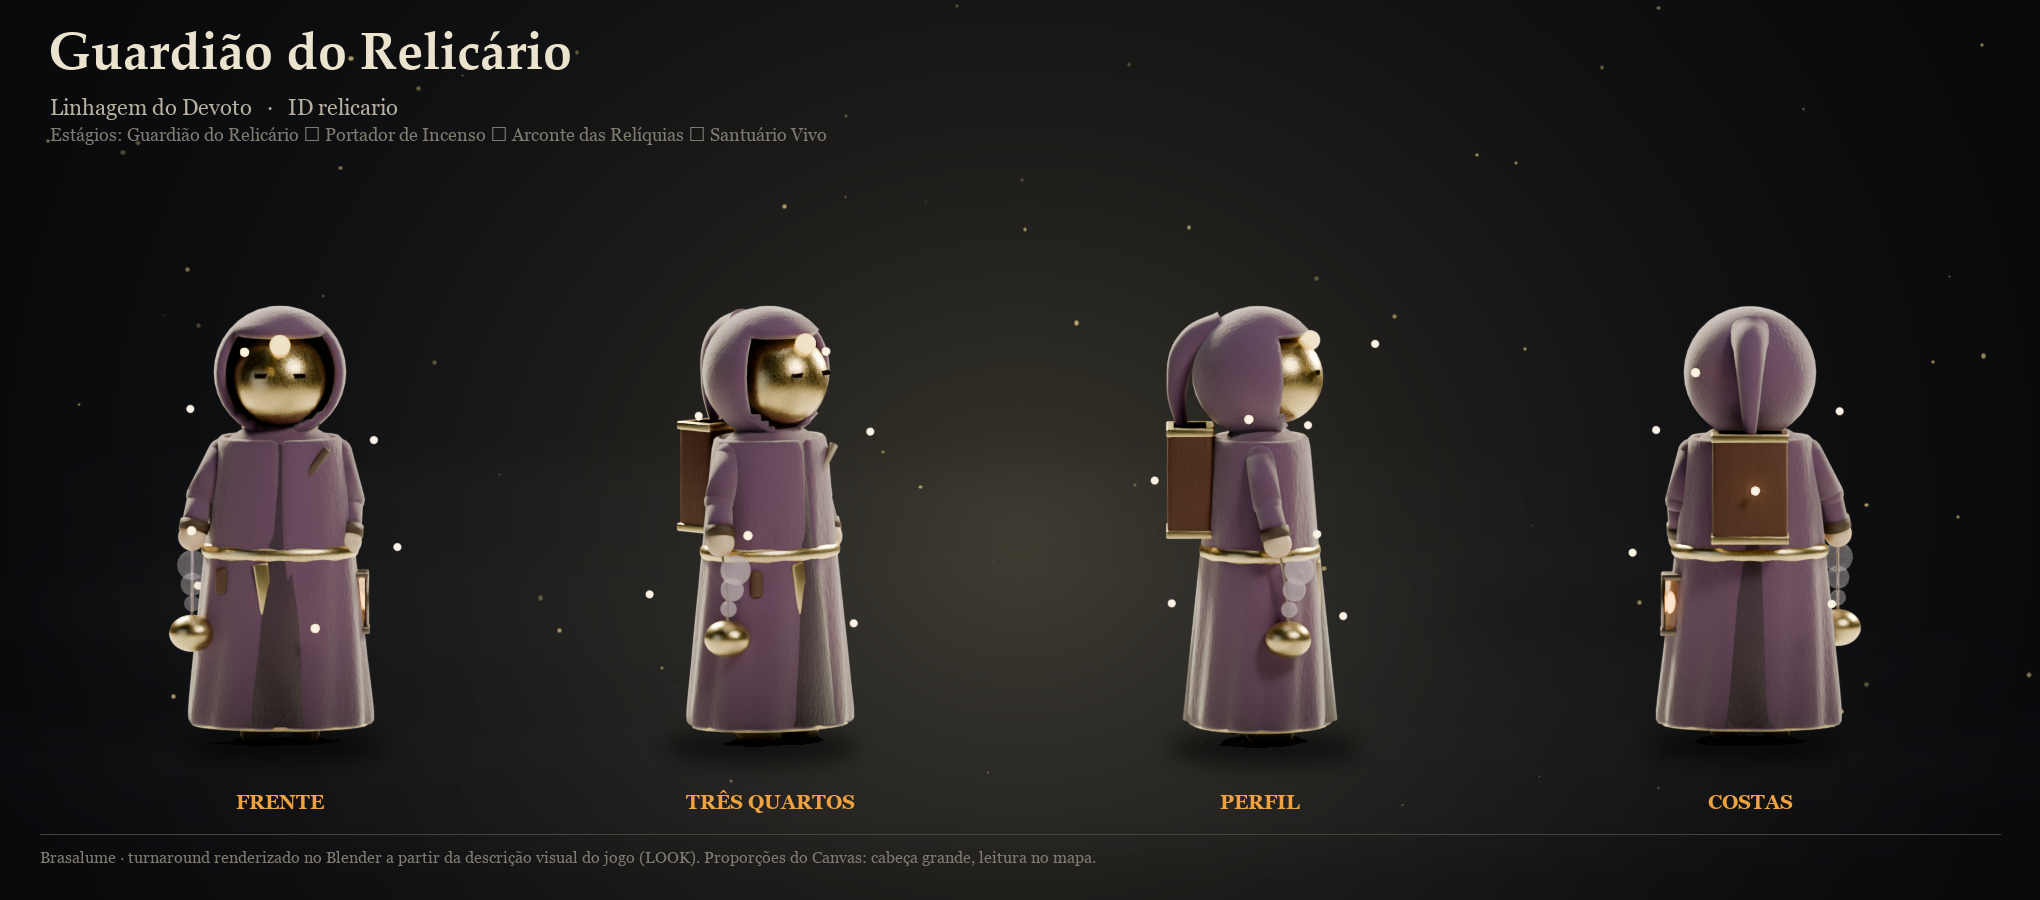 Guardião do Relicário
Linhagem do Devoto · ID relicario
Estágios: Guardião do Relicário ☐ Portador de Incenso ☐ Arconte das Relíquias ☐ Santuário Vivo
FRENTE
TRÊS QUARTOS
PERFIL
COSTAS
Brasalume · turnaround renderizado no Blender a partir da descrição visual do jogo (LOOK). Proporções do Canvas: cabeça grande, leitura no mapa.